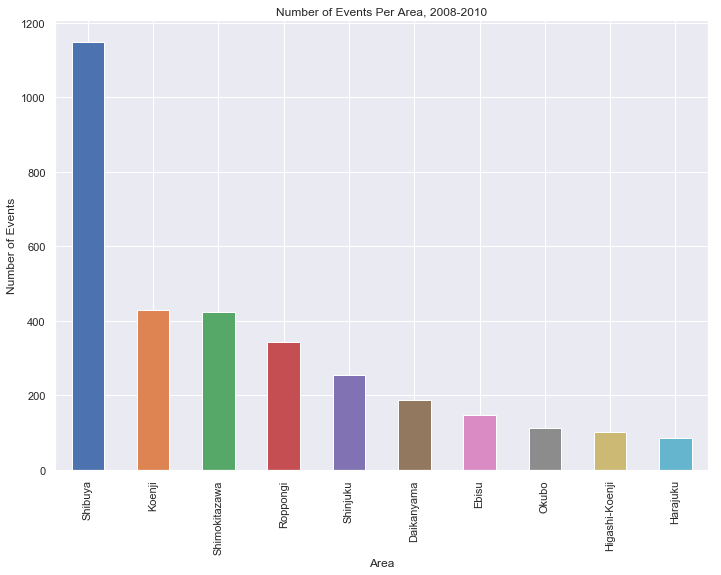 Number of Events Per Area, 2008-2010
1200
1000
800
600
400
200
0
Number of Events
Shibuya
Koenji
Shimokitazawa
Roppongi
Shinjuku
Daikanyama
Ebisu
Okubo
Higashi-Koenji
Harajuku
Area